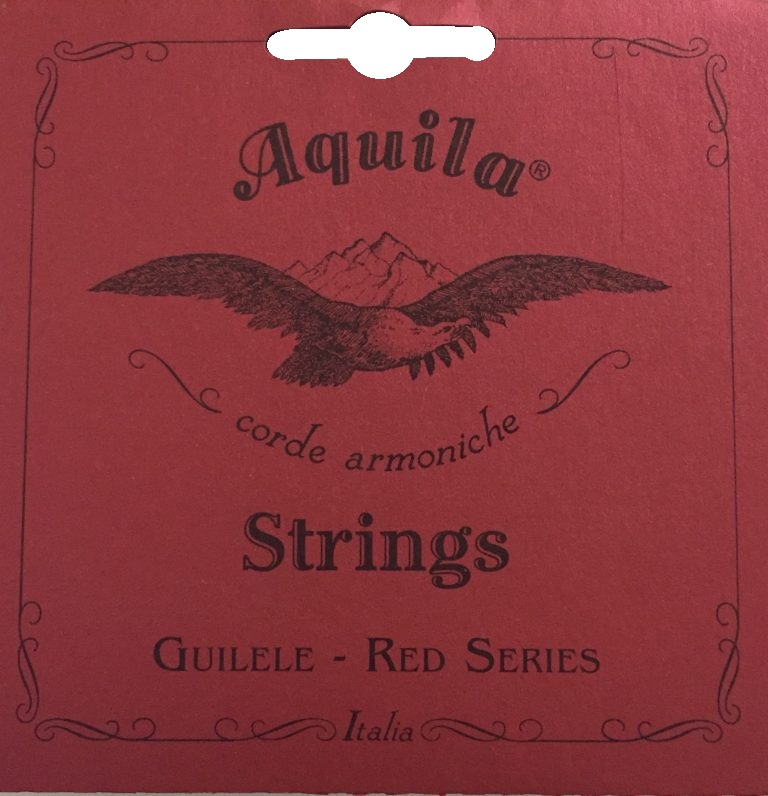 Aquila®
corde armoniche
Strings
GUILELE - RED SERIES
Italia